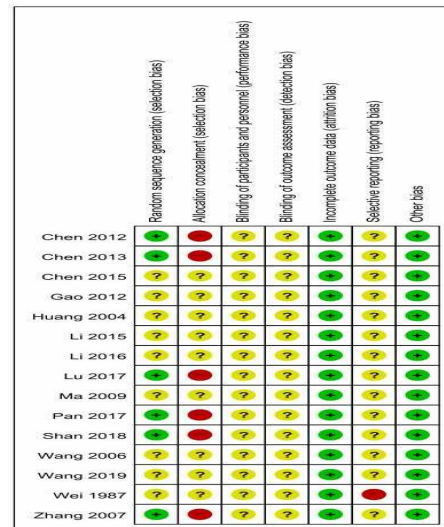 Random sequence generation (selection bias)
Allocation concealment (selection bias)
Blinding of participants and personnel (performance bias)
Blinding of outcome assessment (detection bias)
Incomplete outcome data (attrition bias)
Selective reporting (reporting bias)
Other bias
Chen 2012 + ? ? + ? +
Chen 2013 + ? ? + ? +
Chen 2015 ? ? ? ? + ? +
Gao 2012 ? ? ? ? + ? +
Huang 2004 ? ? ? ? + ? +
Li 2015 ? ? ? ? + ? +
Li 2016 ? ? ? ? + ? +
Lu 2017 + ? ? + ? +
Ma 2009 ? ? ? ? + ? +
Pan 2017 + ? ? + ? +
Shan 2018 + ? ? + ? +
Wang 2006 ? ? ? ? + ? +
Wang 2019 ? ? ? ? + ? +
Wei 1987 ? ? ? ? + +
Zhang 2007 + ? ? + ? +